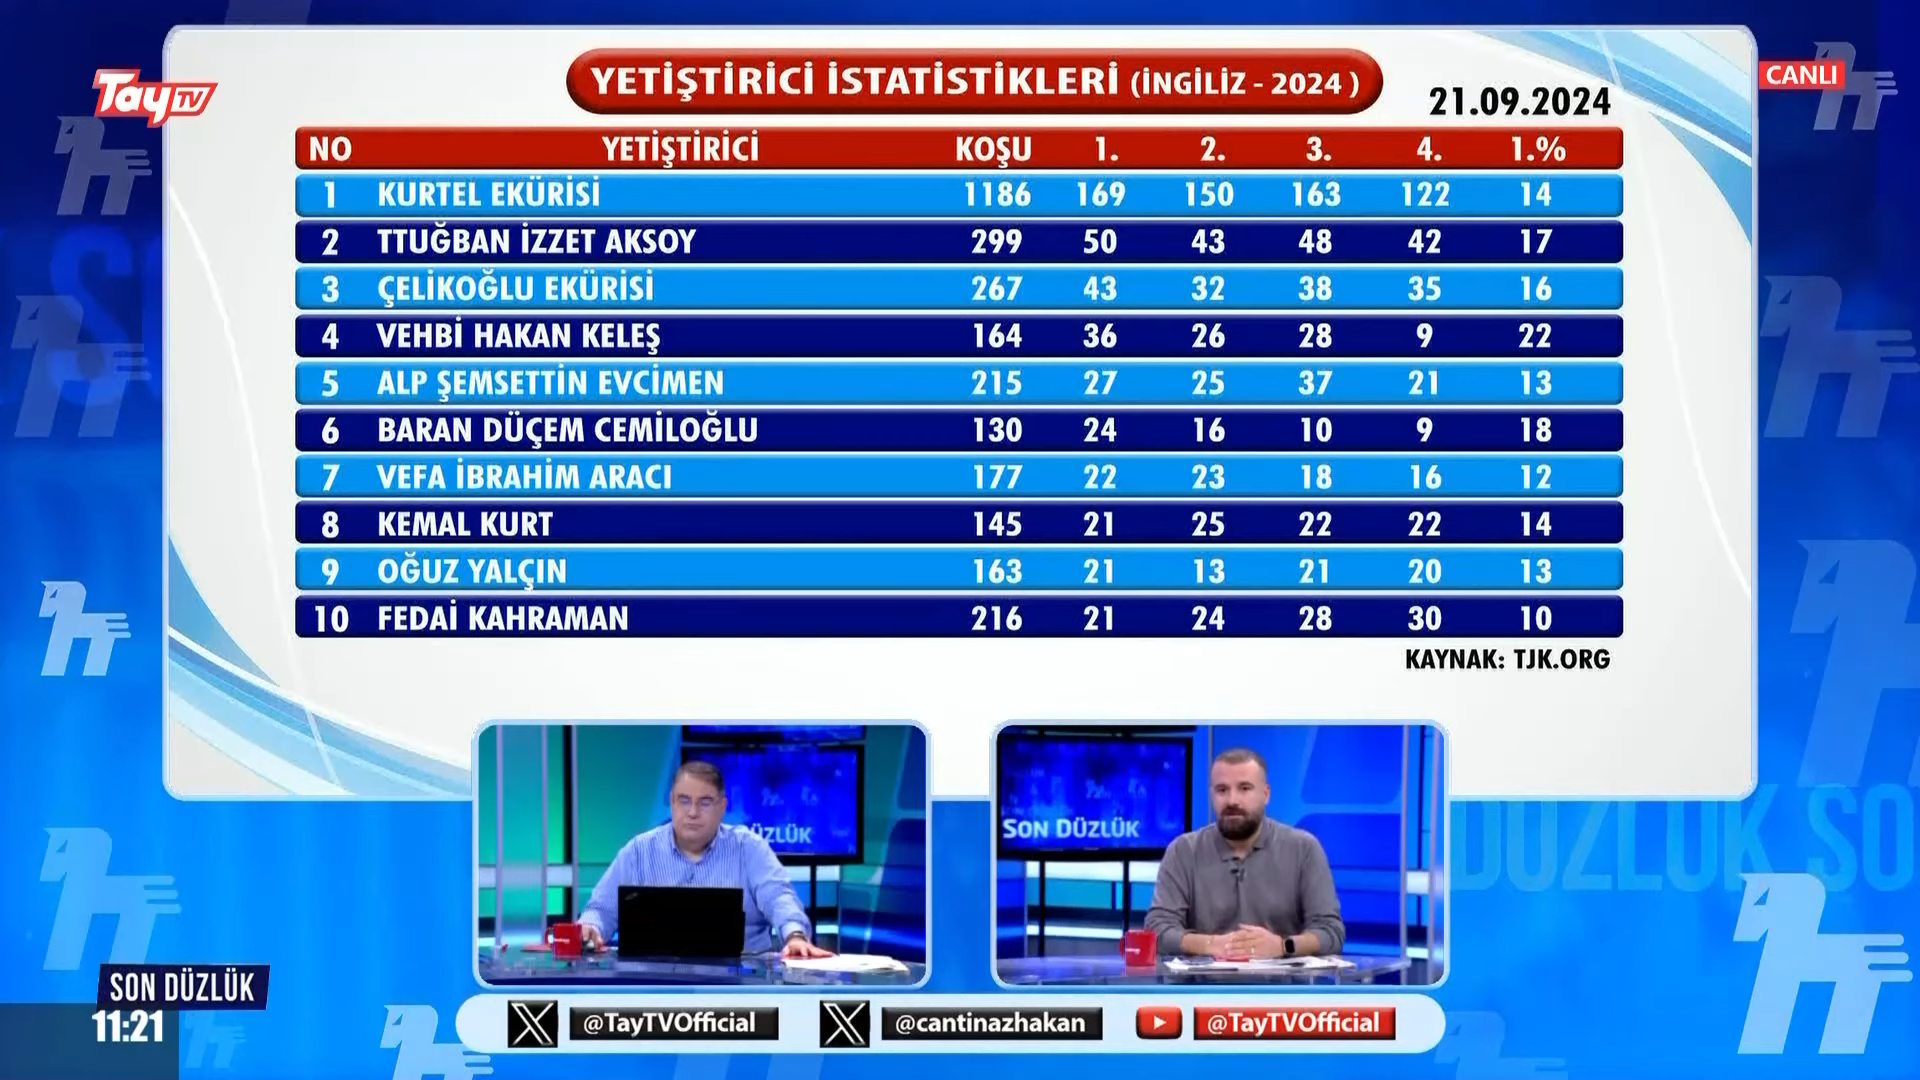 YETİŞTİRİCİ İSTATİSTİKLERİ (İNGİLİZ - 2024 )
Tay TV
CANLI
21.09.2024
NO YETİŞTİRİCİ KOŞU 1. 2. 3. 4. 1.%
1 KURTEL EKÜRİSİ 1186 169 150 163 122 14
2 TTUĞBAN İZZET AKSOY 299 50 43 48 42 17
3 ÇELİKOĞLU EKÜRİSİ 267 43 32 38 35 16
4 VEHBİ HAKAN KELEŞ 164 36 26 28 9 22
5 ALP ŞEMSETTİN EVCİMEN 215 27 25 37 21 13
6 BARAN DÜÇEM CEMİLOĞLU 130 24 16 10 9 18
7 VEFA İBRAHİM ARACI 177 22 23 18 16 12
8 KEMAL KURT 145 21 25 22 22 14
9 OĞUZ YALÇIN 163 21 13 21 20 13
10 FEDAİ KAHRAMAN 216 21 24 28 30 10
KAYNAK: TJK.ORG
DÜZLÜK
SON DÜZLÜK
DÜZLÜK SO
SON DÜZLÜK
11:21
@TayTVOfficial @cantinazhakan @TayTVOfficial